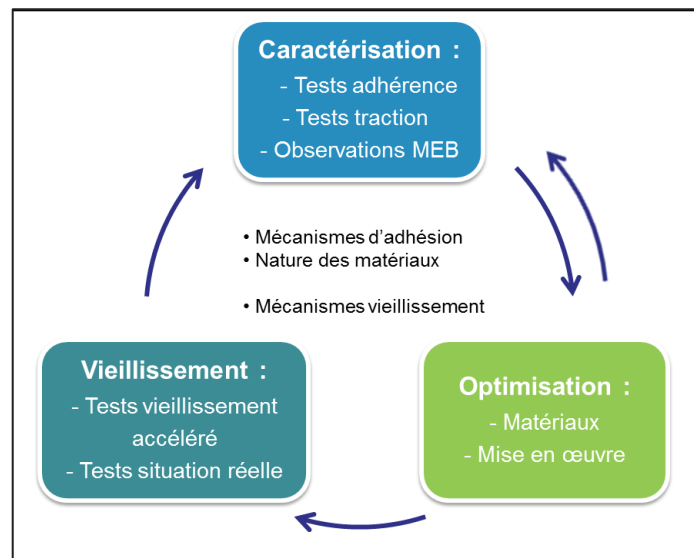 Caractérisation :
- Tests adhérence
- Tests traction
- Observations MEB
• Mécanismes d'adhésion
• Nature des matériaux
• Mécanismes vieillissement
Vieillissement :
- Tests vieillissement
accéléré
- Tests situation réelle
Optimisation :
- Matériaux
- Mise en œuvre